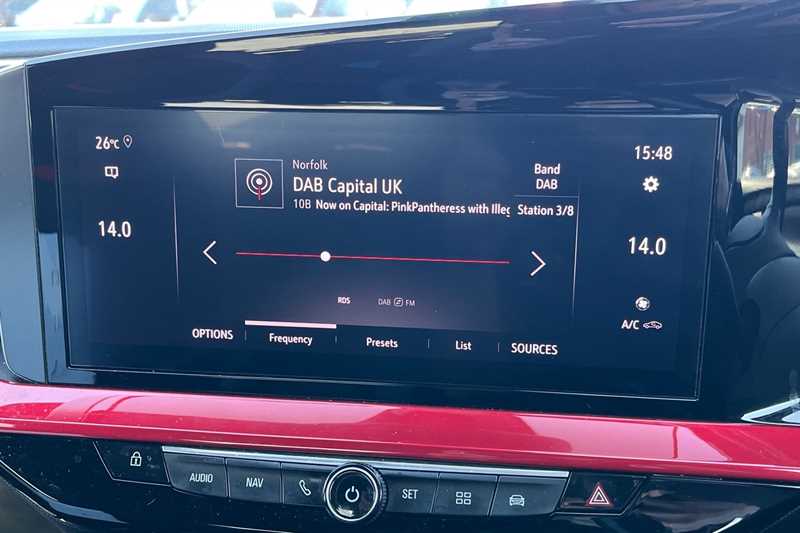 26°C
15:48
Norfolk
DAB Capital UK
10B Now on Capital: PinkPantheress with Illeg
Band
DAB
Station 3/8
14.0
14.0
RDS
DAB FM
A/C
OPTIONS
Frequency
Presets
List
SOURCES
AUDIO
NAV
SET